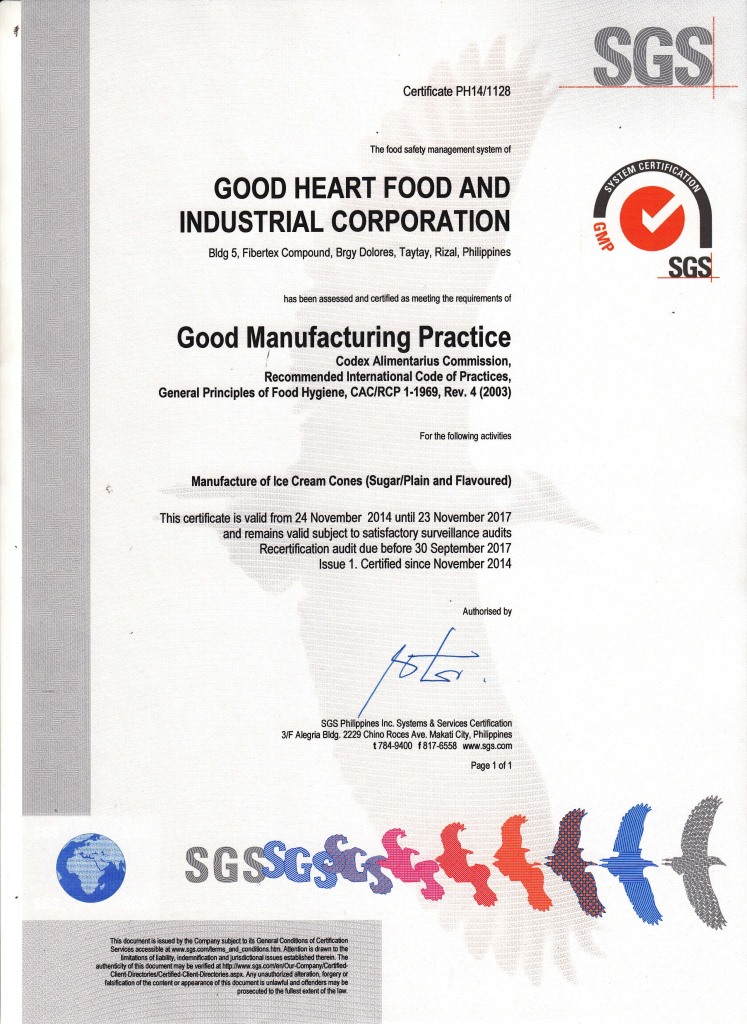 SGS
Certificate PH14/1128
The food safety management system of
GOOD HEART FOOD AND
INDUSTRIAL CORPORATION
Bldg 5, Fibertex Compound, Brgy Dolores, Taytay, Rizal, Philippines
SYSTEM CERTIFICATION
GMP
SGS
has been assessed and certified as meeting the requirements of
Good Manufacturing Practice
Codex Alimentarius Commission,
Recommended International Code of Practices,
General Principles of Food Hygiene, CAC/RCP 1-1969, Rev. 4 (2003)
For the following activities
Manufacture of Ice Cream Cones (Sugar/Plain and Flavoured)
This certificate is valid from 24 November 2014 until 23 November 2017
and remains valid subject to satisfactory surveillance audits
Recertification audit due before 30 September 2017
Issue 1. Certified since November 2014
Authorised by
SGS Philippines Inc. Systems & Services Certification
3/F Alegria Bldg. 2229 Chino Roces Ave. Makati City, Philippines
t 784-9400 f 817-6558 www.sgs.com
Page 1 of 1
SGS SGS SGS
This document is issued by the Company subject to its General Conditions of Certification
Services accessible at www.sgs.com/terms_and_conditions.htm. Attention is drawn to the
limitations of liability, indemnification and jurisdictional issues established therein. The
authenticity of this document may be verified at http://www.sgs.com/en/Our-Company/Certified-
Client-Directories/Certified-Client-Directories.aspx. Any unauthorized alteration, forgery or
falsification of the content or appearance of this document is unlawful and offenders may be
prosecuted to the fullest extent of the law.